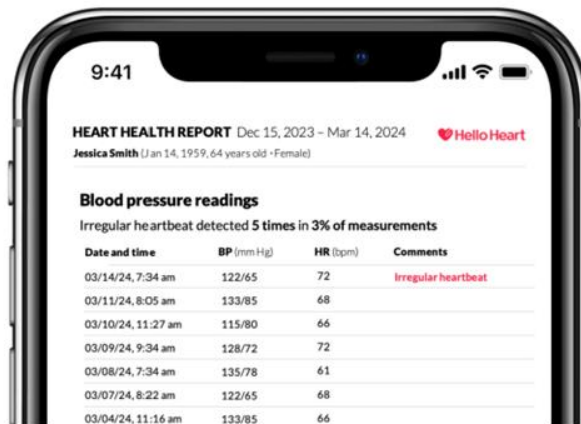 9:41
HEART HEALTH REPORT Dec 15, 2023 – Mar 14, 2024 Hello Heart
Jessica Smith (Jan 14, 1959, 64 years old • Female)
Blood pressure readings
Irregular heartbeat detected 5 times in 3% of measurements
Date and time BP (mm Hg) HR (bpm) Comments
03/14/24, 7:34 am 122/65 72 Irregular heartbeat
03/11/24, 8:05 am 133/85 68
03/10/24, 11:27 am 115/80 66
03/09/24, 9:34 am 128/72 72
03/08/24, 7:34 am 135/78 61
03/07/24, 8:22 am 122/65 68
03/04/24, 11:16 am 133/85 66